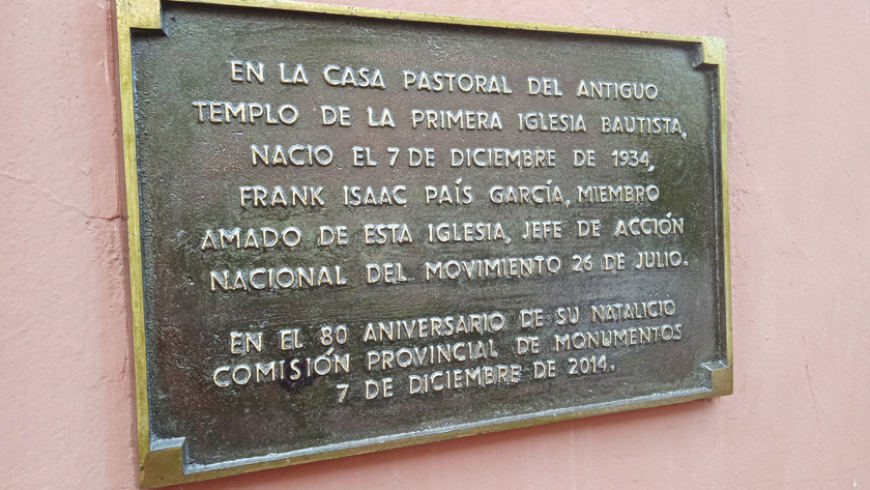 EN LA CASA PASTORAL DEL ANTIGUO
TEMPLO DE LA PRIMERA IGLESIA BAUTISTA,
NACIO EL 7 DE DICIEMBRE DE 1934,
FRANK ISAAC PAÍS GARCÍA, MIEMBRO
AMADO DE ESTA IGLESIA, JEFE DE ACCIÓN
NACIONAL DEL MOVIMIENTO 26 DE JULIO.
EN EL 80 ANIVERSARIO DE SU NATALICIO
COMISIÓN PROVINCIAL DE MONUMENTOS
7 DE DICIEMBRE DE 2014.